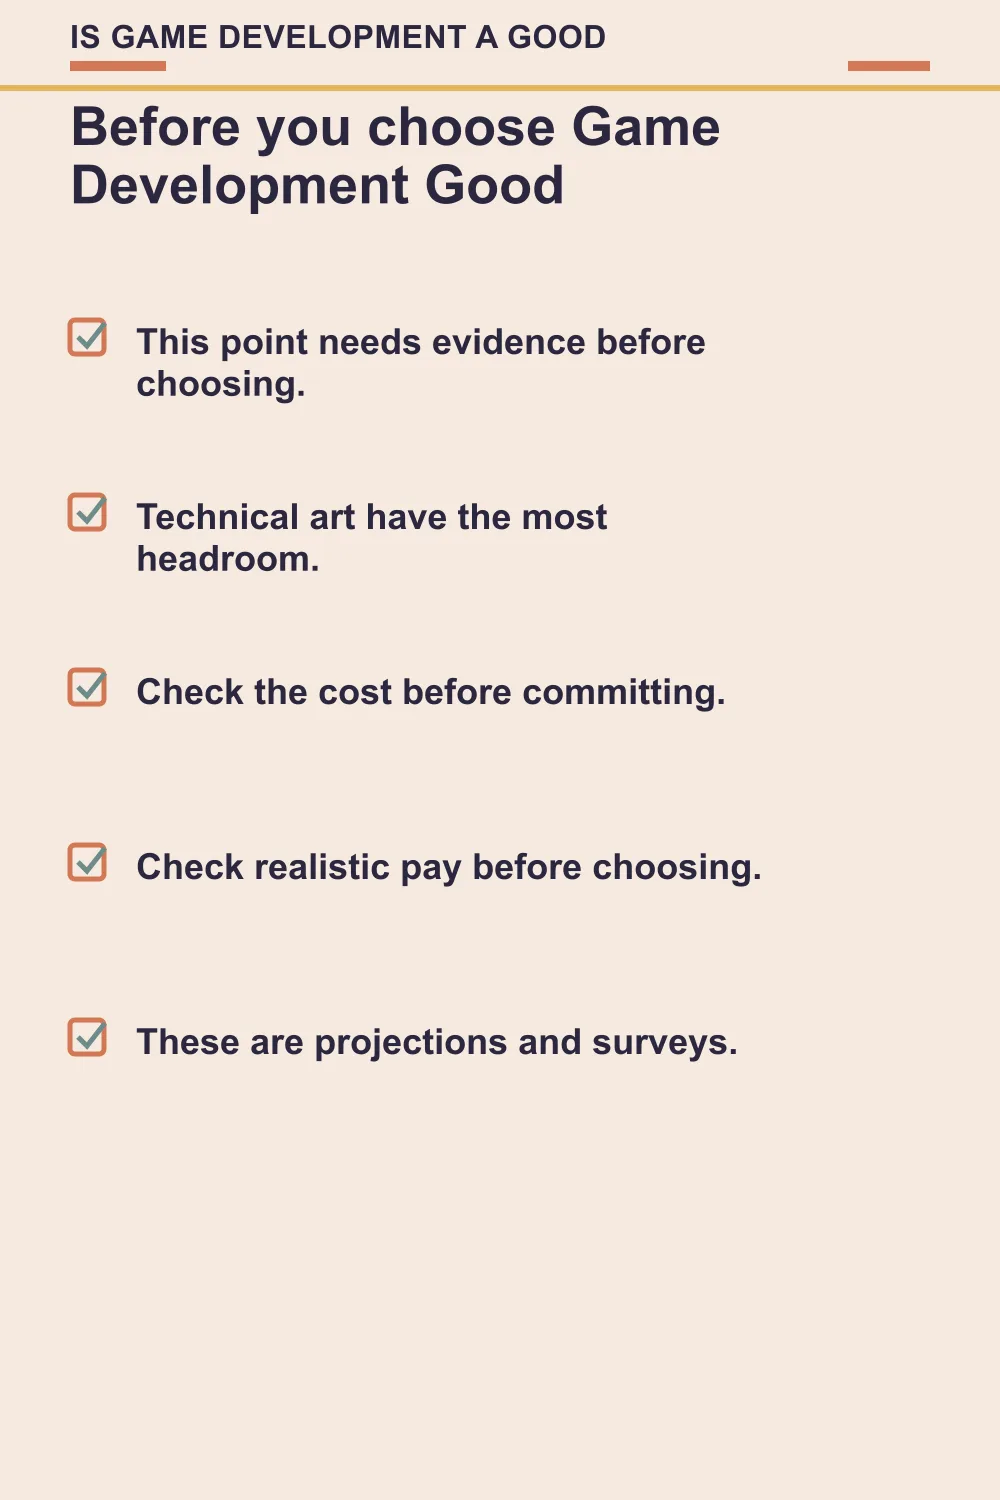 IS GAME DEVELOPMENT A GOOD
Before you choose Game
Development Good
This point needs evidence before
choosing.
Technical art have the most
headroom.
Check the cost before committing.
Check realistic pay before choosing.
These are projections and surveys.